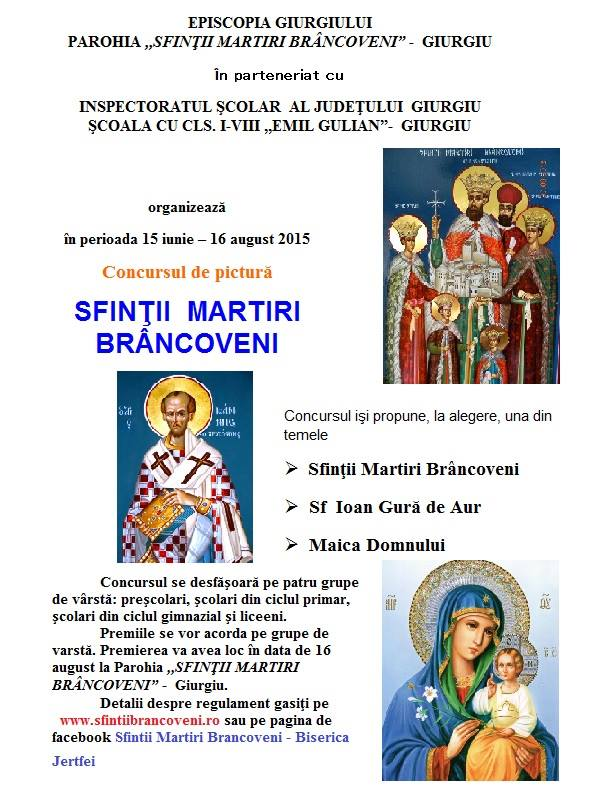 EPISCOPIA GIURGIULUI
PAROHIA „SFINŢII MARTIRI BRÂNCOVENI” - GIURGIU
În parteneriat cu
INSPECTORATUL ŞCOLAR AL JUDEŢULUI GIURGIU
ŞCOALA CU CLS. I-VIII „EMIL GULIAN”- GIURGIU
SFINŢII MARTIRI BRÂNCOVENI
organizează
în perioada 15 iunie – 16 august 2015
Concursul de pictură
SFINŢII MARTIRI
BRÂNCOVENI
Concursul işi propune, la alegere, una din
temele
➢ Sfinţii Martiri Brâncoveni
➢ Sf Ioan Gură de Aur
➢ Maica Domnului
Concursul se desfăşoară pe patru grupe
de vârstă: preşcolari, şcolari din ciclul primar,
şcolari din ciclul gimnazial şi liceeni.
Premiile se vor acorda pe grupe de
varstă. Premierea va avea loc în data de 16
august la Parohia „SFINŢII MARTIRI
BRÂNCOVENI” - Giurgiu.
Detalii despre regulament gasiţi pe
www.sfintiibrancoveni.ro sau pe pagina de
facebook Sfintii Martiri Brancoveni - Biserica
Jertfei